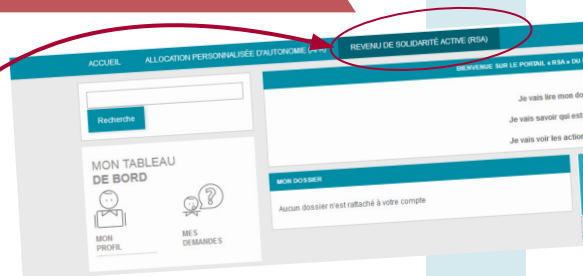 ACCUEIL
ALLOCATION PERSONNALISÉE D'AUTONOMIE (APA)
REVENU DE SOLIDARITÉ ACTIVE (RSA)
BIENVENUE SUR LE PORTAIL « RSA » DU
Recherche
Je vais lire mon
Je vais savoir qui est
Je vais voir les
MON TABLEAU
DE BORD
MON
PROFIL
MES
DEMANDES
MON DOSSIER
Aucun dossier n'est rattaché à votre compte